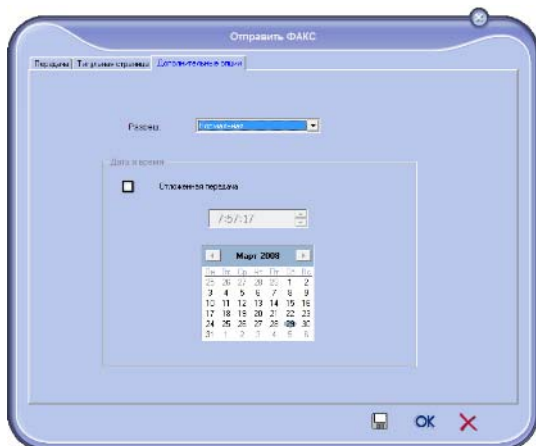 Отправить ФАКС
Передача Титульная страница Дополнительные опции
Разреш. Нормальная
Дата и время
Отложенная передача
7:57:17
Март 2008
Пн Вт Ср Чт Пт Сб Вс
25 26 27 28 29 1 2
3 4 5 6 7 8 9
10 11 12 13 14 15 16
17 18 19 20 21 22 23
24 25 26 27 28 29 30
31 1 2 3 4 5 6
OK